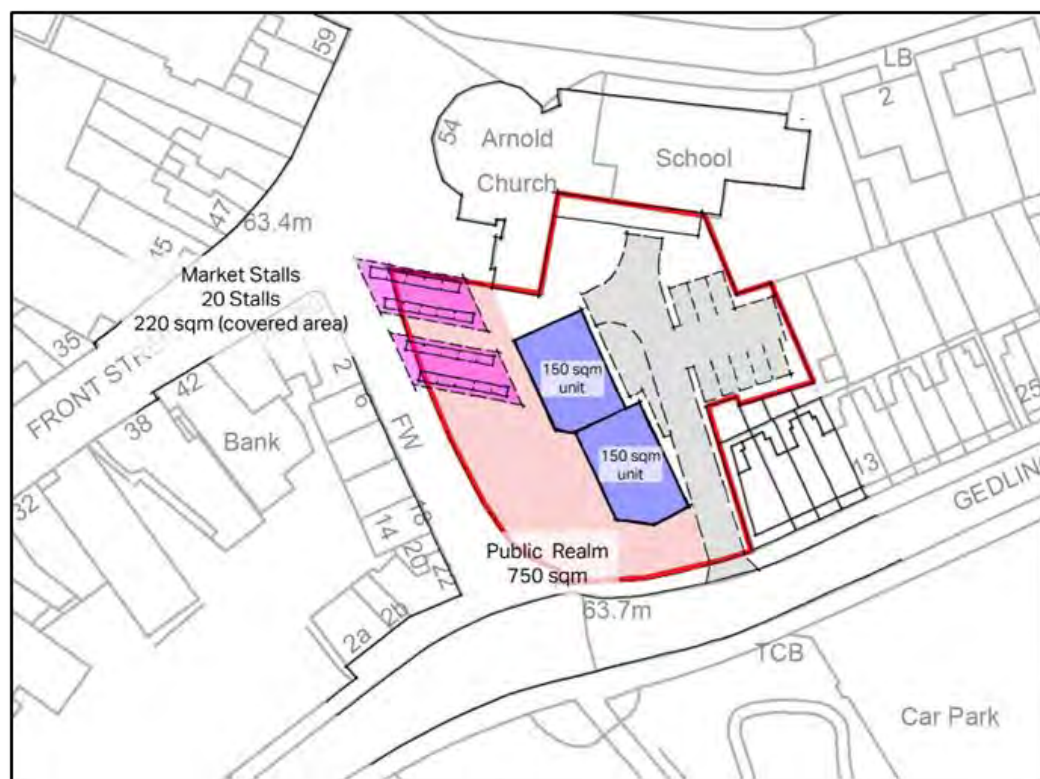 59
LB
2
54
Arnold
Church
School
47
45
63.4m
Market Stalls
20 Stalls
220 sqm (covered area)
35
FRONT STR
42
38
Bank
32
2
6
FW
150 sqm
unit
150 sqm
unit
25
13
GEDLING
18
14
20
22
Public Realm
750 sqm
63.7m
2b
2a
TCB
Car Park